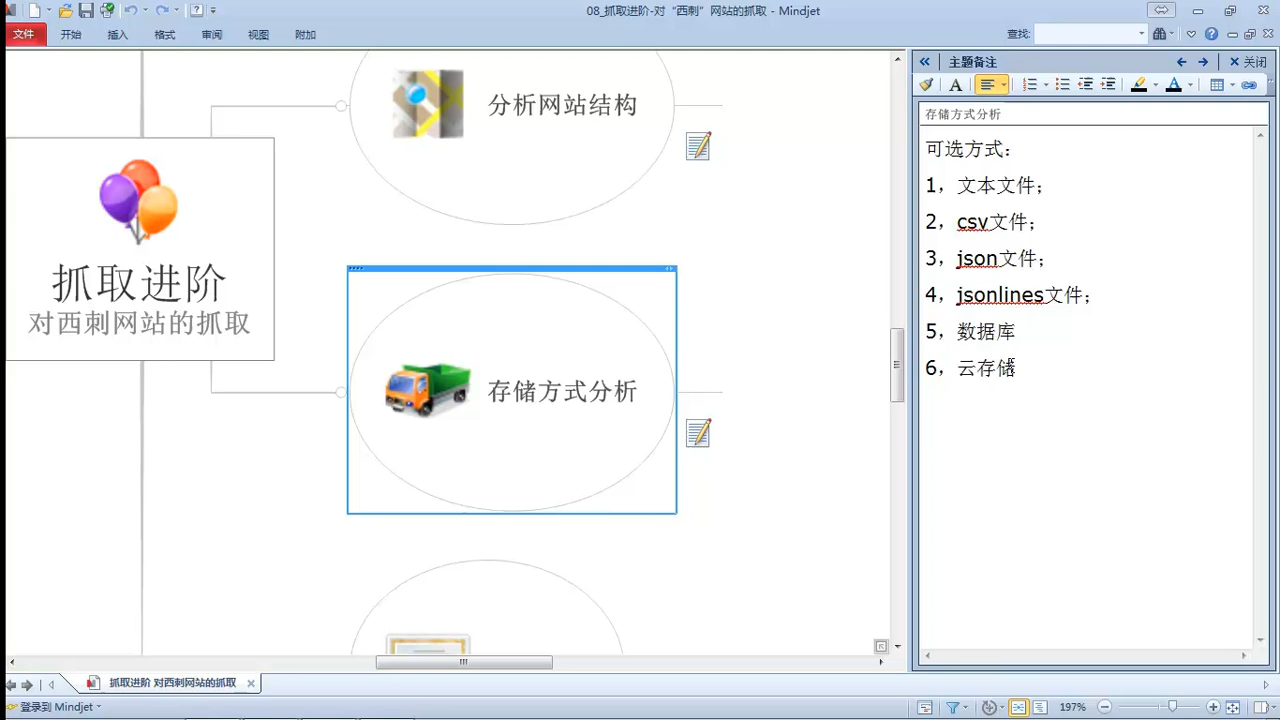 08_抓取进阶-对“西刺”网站的抓取 - Mindjet
文件 开始 插入 格式 审阅 视图 附加 查找:
主题备注 关闭
存储方式分析
可选方式：
1，文本文件；
2，csv文件；
3，json文件；
4，jsonlines文件；
5，数据库
6，云存储
分析网站结构
抓取进阶
对西刺网站的抓取
存储方式分析
抓取进阶 对西刺网站的抓取
登录到 Mindjet 197%